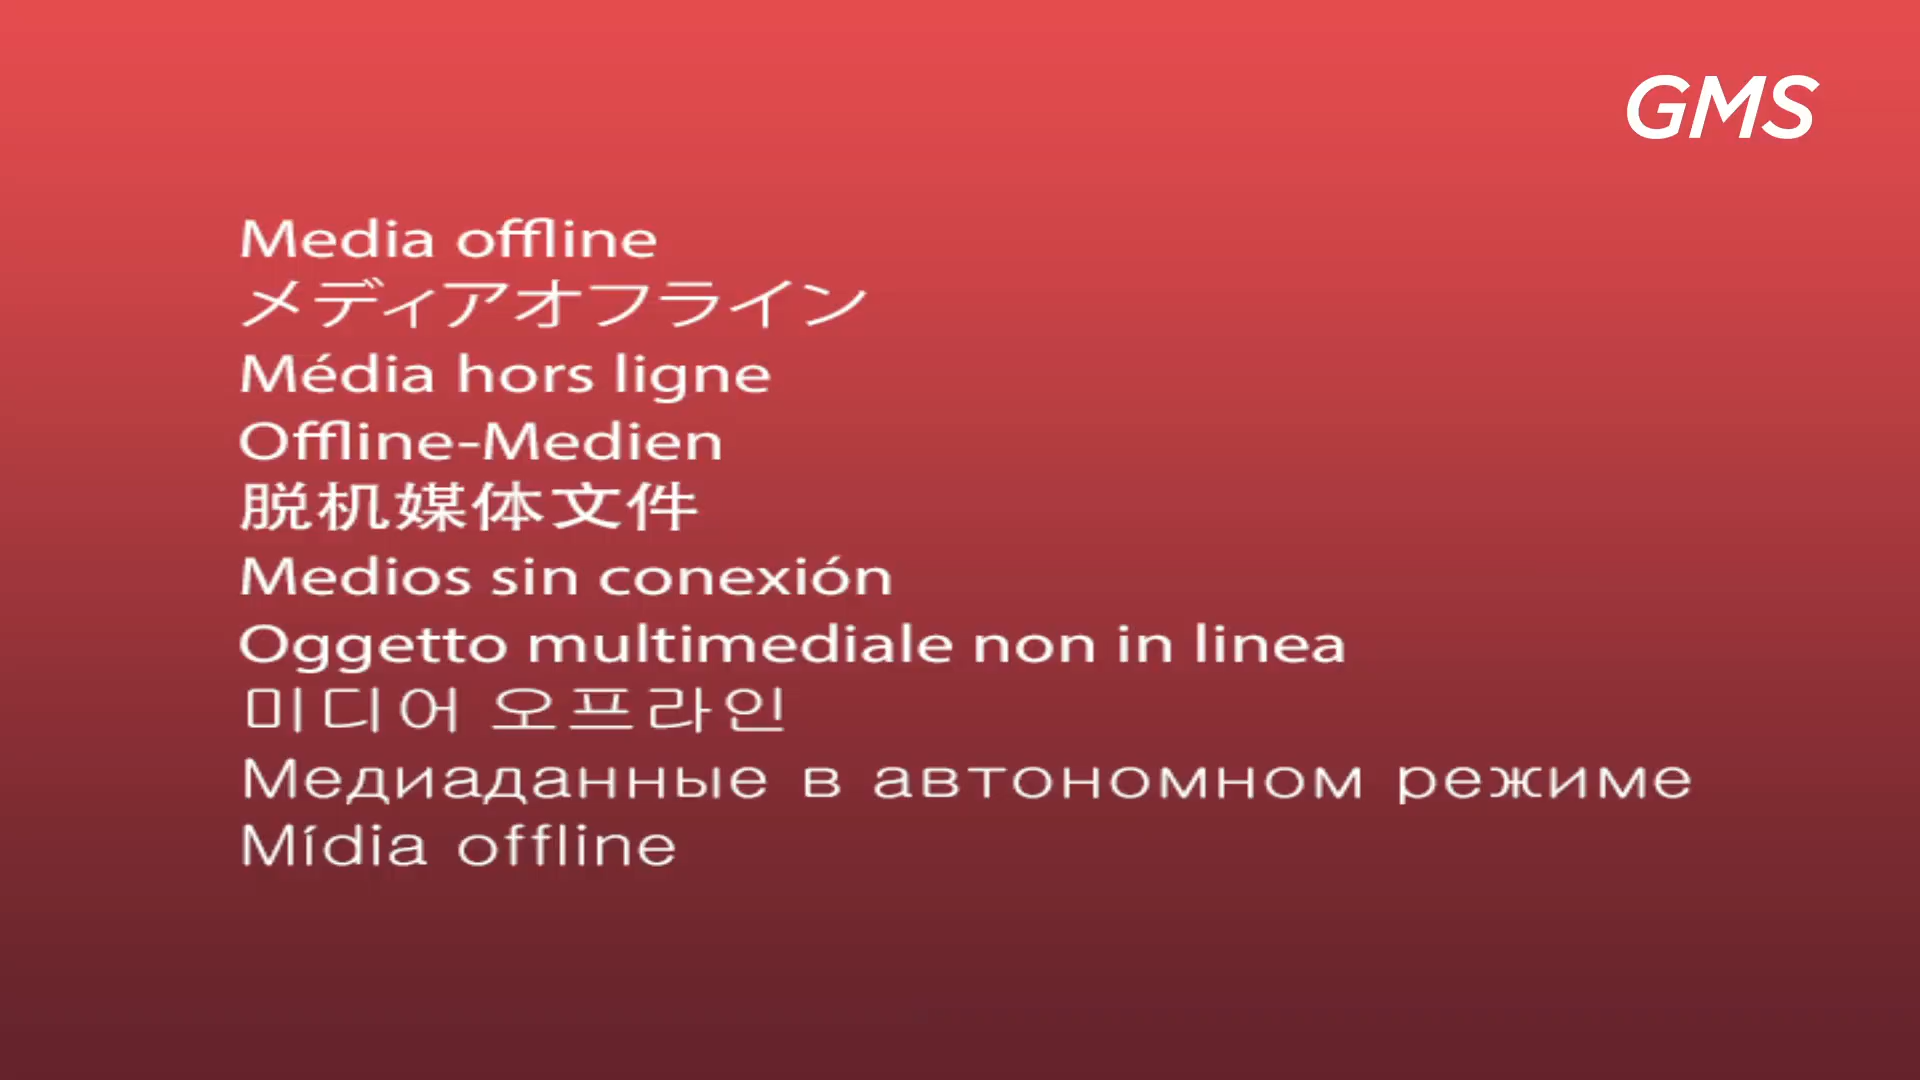 GMS
Media offline
メディアオフライン
Média hors ligne
Offline-Medien
脱机媒体文件
Medios sin conexión
Oggetto multimediale non in linea
미디어 오프라인
Медиаданные в автономном режиме
Mídia offline